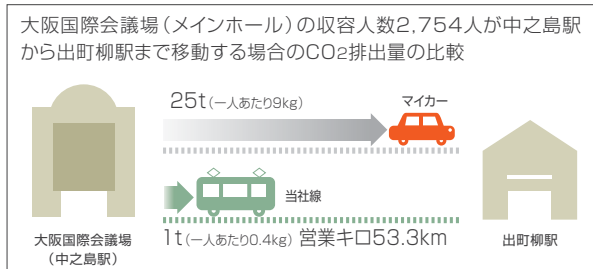 大阪国際会議場（メインホール）の収容人数2,754人が中之島駅
から出町柳駅まで移動する場合のCO2排出量の比較
25t（一人あたり9kg）
マイカー
当社線
1t（一人あたり0.4kg）営業キロ53.3km
大阪国際会議場
（中之島駅）
出町柳駅